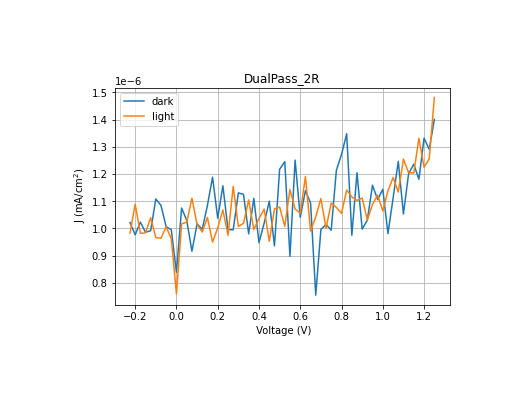 DualPass_2R
1e−6
1.5
1.4
1.3
1.2
1.1
1.0
0.9
0.8
dark
light
J (mA/cm²)
−0.2 0.0 0.2 0.4 0.6 0.8 1.0 1.2
Voltage (V)